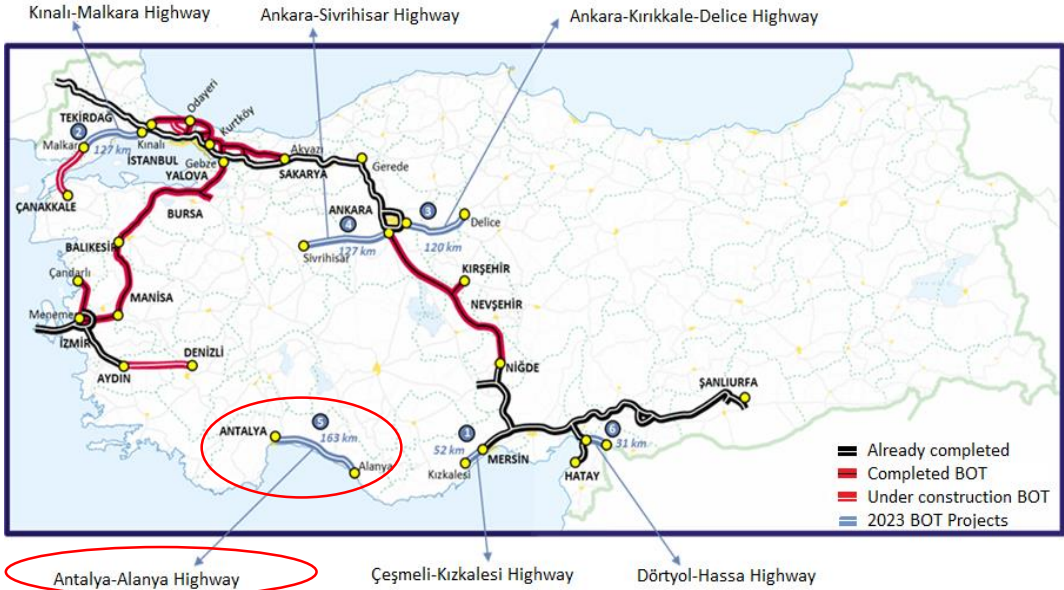 Kınalı-Malkara Highway
Ankara-Sivrihisar Highway
Ankara-Kırıkkale-Delice Highway
Odayeri
Kurtköy
TEKİRDAĞ
2
Malkar
127 km
Kınalı
İSTANBUL
Gebze
YALOVA
Akyazı
SAKARYA
Gerede
ÇANAKKALE
BURSA
ANKARA
3
4
Delice
120 km
127 km
Sivrihisar
BALIKESİR
Çandarlı
KIRŞEHİR
MANİSA
NEVŞEHİR
Meneme
İZMİR
DENİZLİ
AYDIN
NİĞDE
ŞANLIURFA
ANTALYA
5
163 km
Alanya
1
52 km
MERSİN
Kızkalesi
6
31 km
HATAY
Already completed
Completed BOT
Under construction BOT
2023 BOT Projects
Antalya-Alanya Highway
Çeşmeli-Kızkalesi Highway
Dörtyol-Hassa Highway